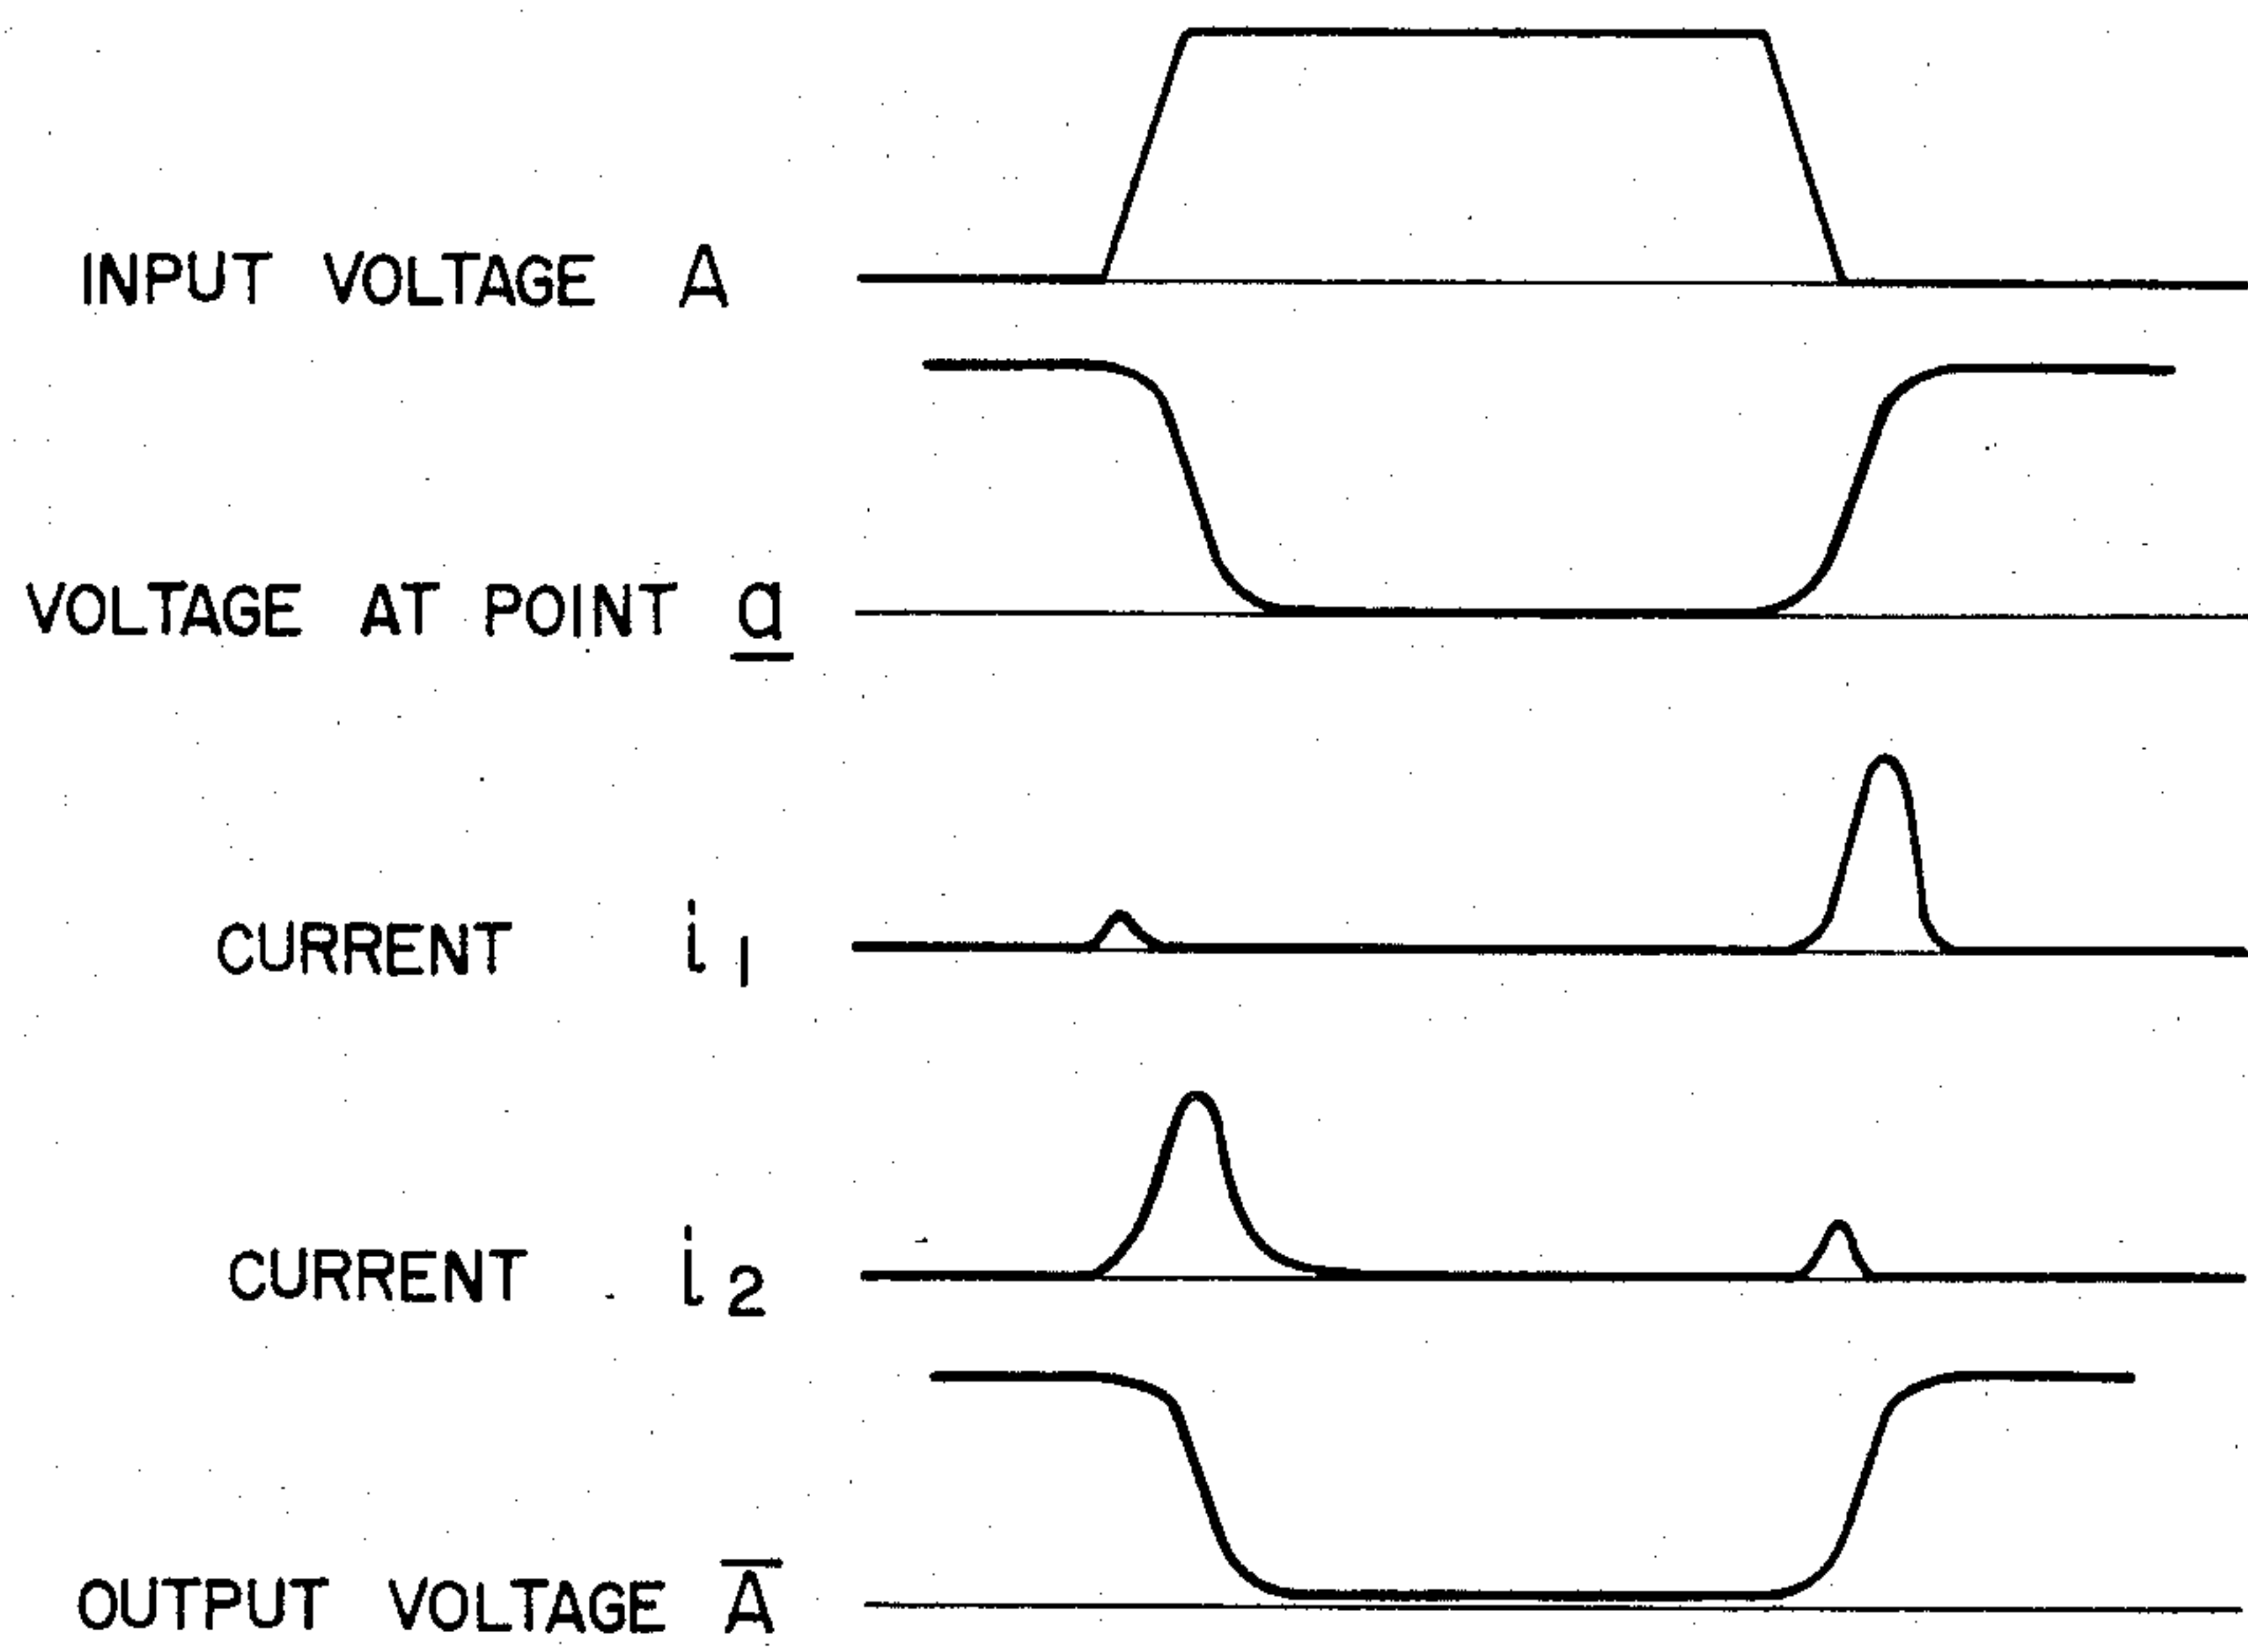 INPUT VOLTAGE A
VOLTAGE AT POINT a
CURRENT i1
CURRENT i2
OUTPUT VOLTAGE A̅